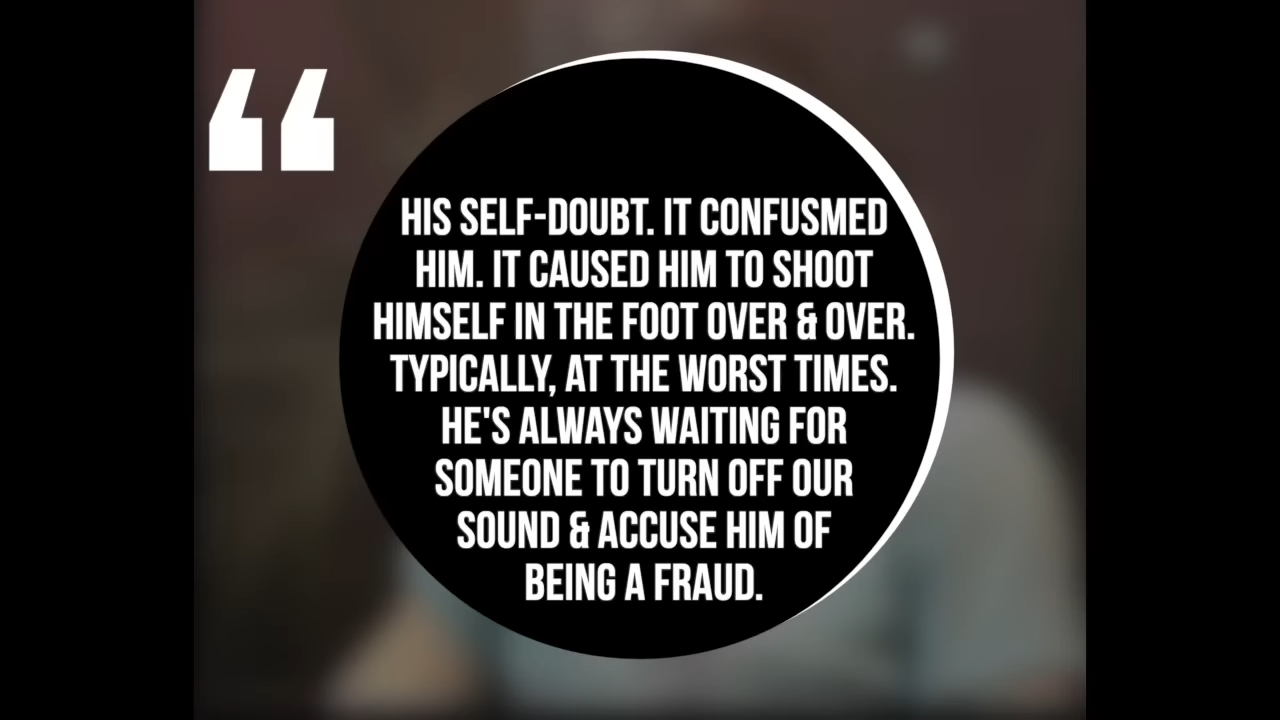 “
HIS SELF-DOUBT. IT CONFUSMED
HIM. IT CAUSED HIM TO SHOOT
HIMSELF IN THE FOOT OVER & OVER.
TYPICALLY, AT THE WORST TIMES.
HE'S ALWAYS WAITING FOR
SOMEONE TO TURN OFF OUR
SOUND & ACCUSE HIM OF
BEING A FRAUD.